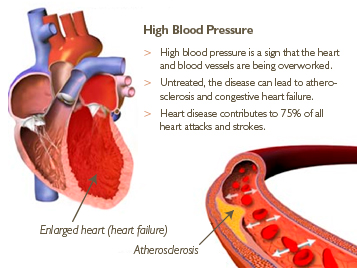 High Blood Pressure
> High blood pressure is a sign that the heart
and blood vessels are being overworked.
> Untreated, the disease can lead to athero-
sclerosis and congestive heart failure.
> Heart disease contributes to 75% of all
heart attacks and strokes.
Enlarged heart (heart failure)
Atherosclerosis